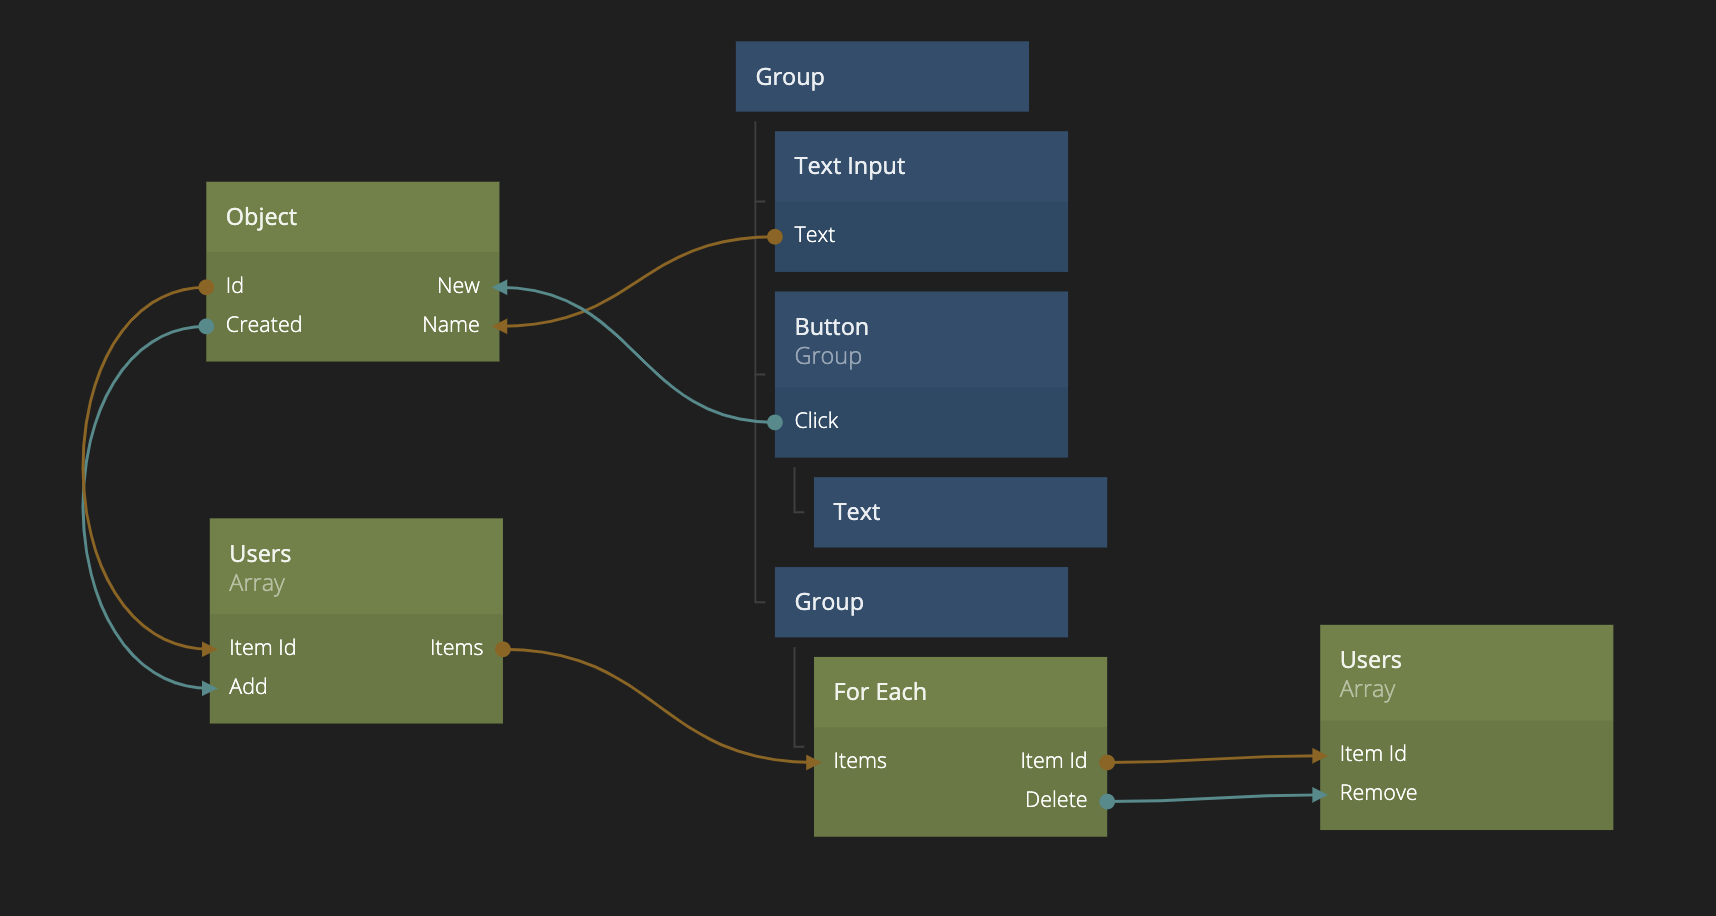 Group
Text Input
Text
Button
Group
Click
Text
Group
For Each
Items
Item Id
Delete
Object
Id
New
Created
Name
Users
Array
Item Id
Items
Add
Users
Array
Item Id
Remove